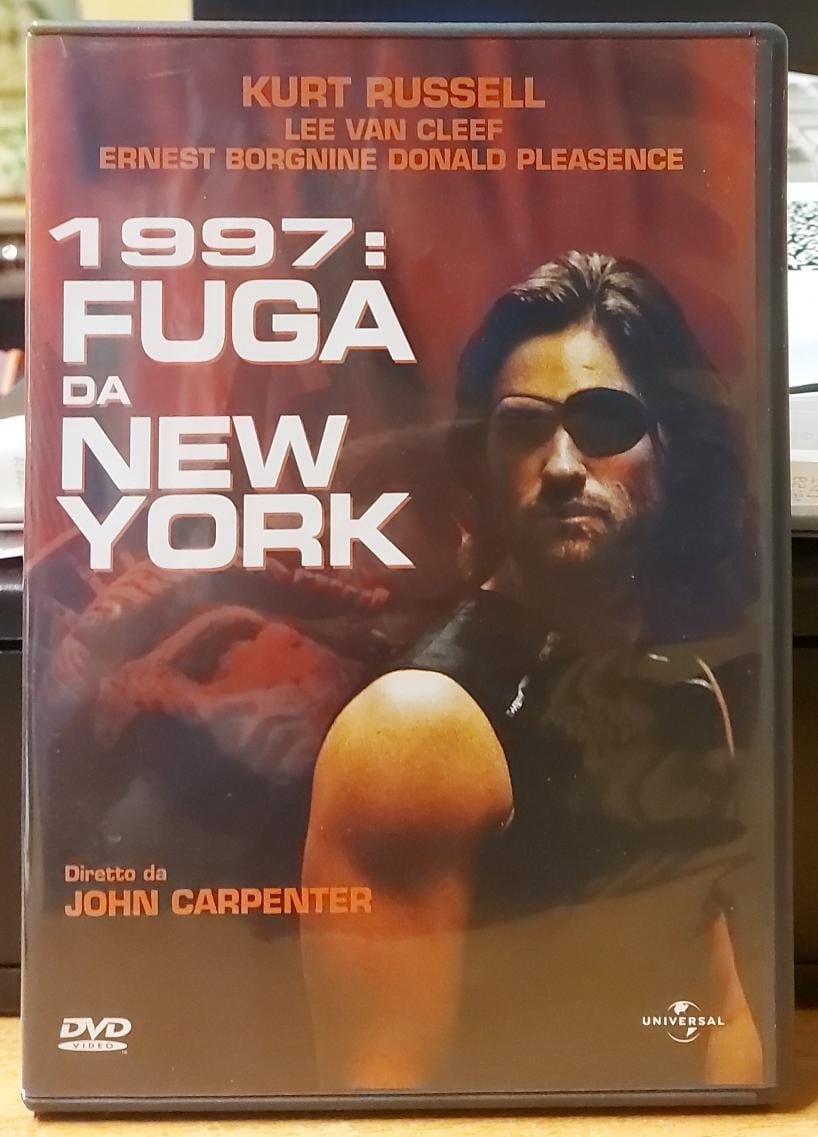 KURT RUSSELL
LEE VAN CLEEF
ERNEST BORGNINE DONALD PLEASENCE
1997:
FUGA
DA
NEW
YORK
Diretto da
JOHN CARPENTER
DVD
VIDEO
UNIVERSAL